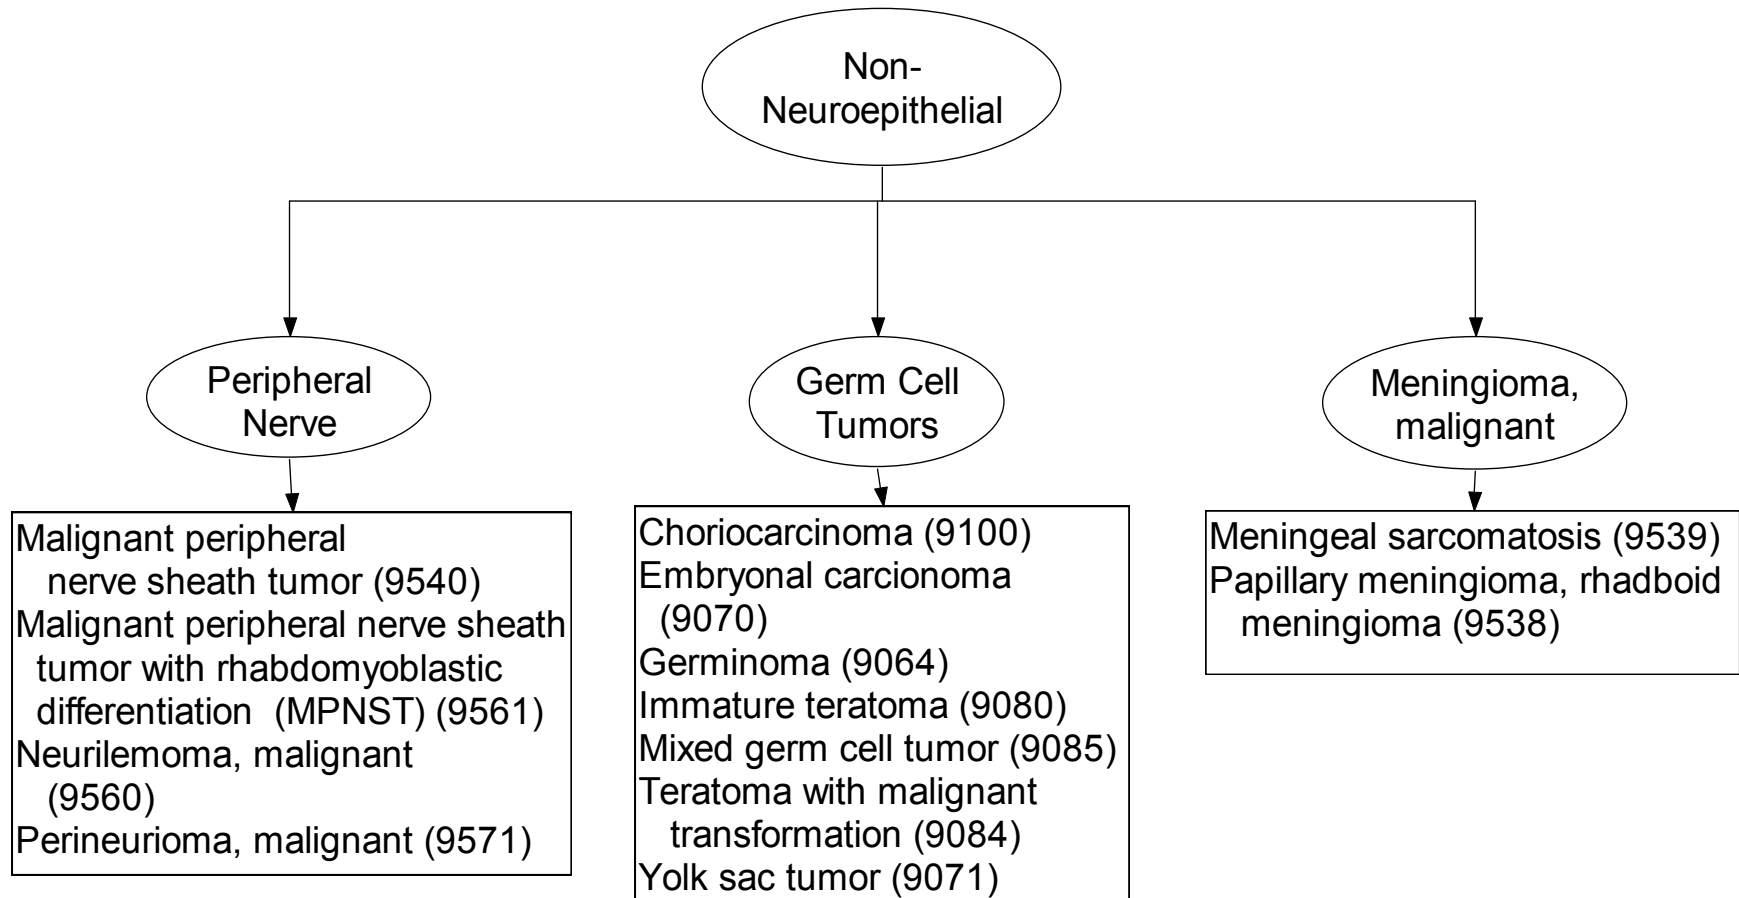 Non-
Neuroepithelial
Peripheral
Nerve
Germ Cell
Tumors
Meningioma,
malignant
Malignant peripheral
nerve sheath tumor (9540)
Malignant peripheral nerve sheath
tumor with rhabdomyoblastic
differentiation  (MPNST) (9561)
Neurilemoma, malignant
(9560)
Perineurioma, malignant (9571)
Choriocarcinoma (9100)
Embryonal carcionoma
(9070)
Germinoma (9064)
Immature teratoma (9080)
Mixed germ cell tumor (9085)
Teratoma with malignant
transformation (9084)
Yolk sac tumor (9071)
Meningeal sarcomatosis (9539)
Papillary meningioma, rhadboid
meningioma (9538)